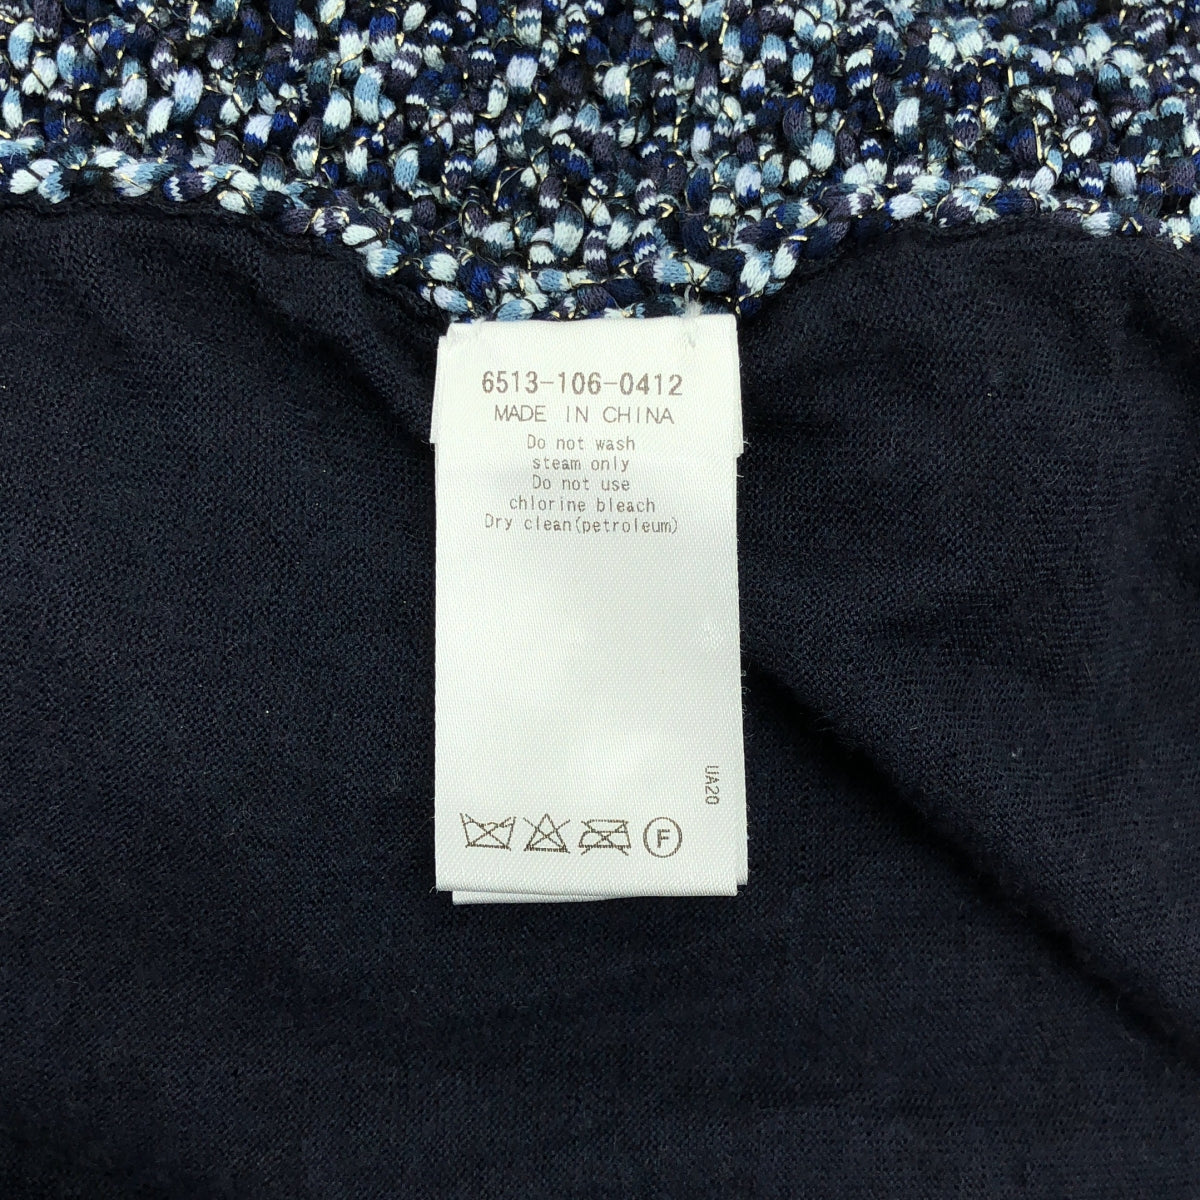 6513-106-0412
MADE IN CHINA
Do not wash
steam only
Do not use
chlorine bleach
Dry clean(petroleum)
UA20
F